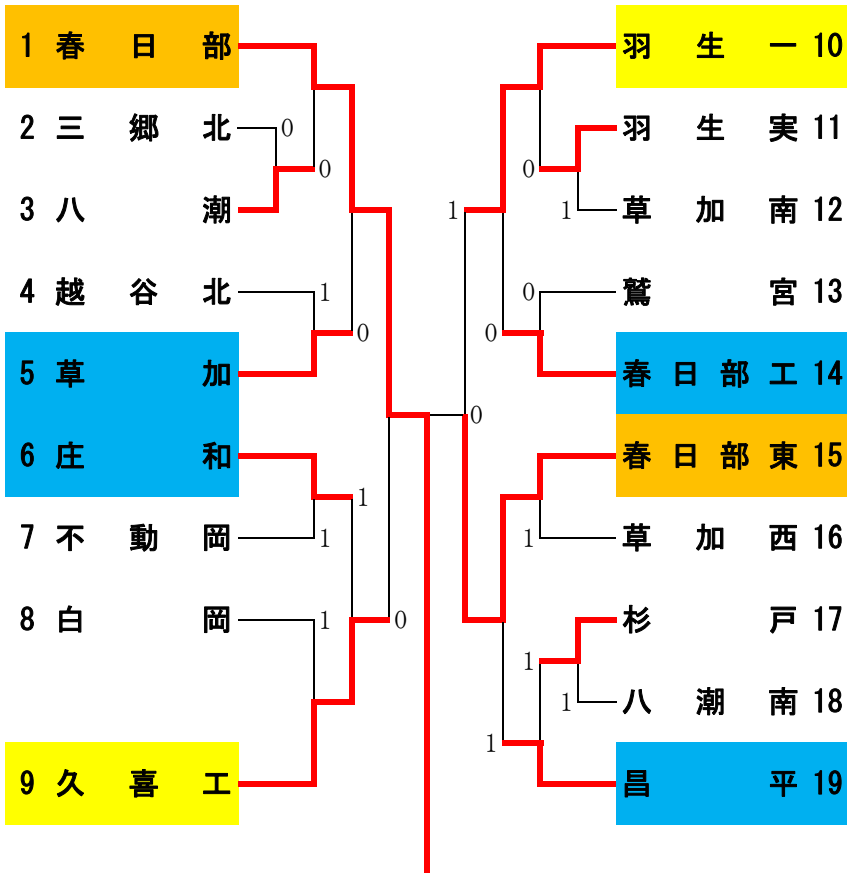 1 春日部
2 三郷北
3 八潮
4 越谷北
5 草加
6 庄和
7 不動岡
8 白岡
9 久喜工
0
0
1
0
1
1
1
0
羽生一 10
羽生実 11
草加南 12
鷲宮 13
春日部工 14
春日部東 15
草加西 16
杉戸 17
八潮南 18
昌平 19
0
1
1
0
0
0
1
1
1
1